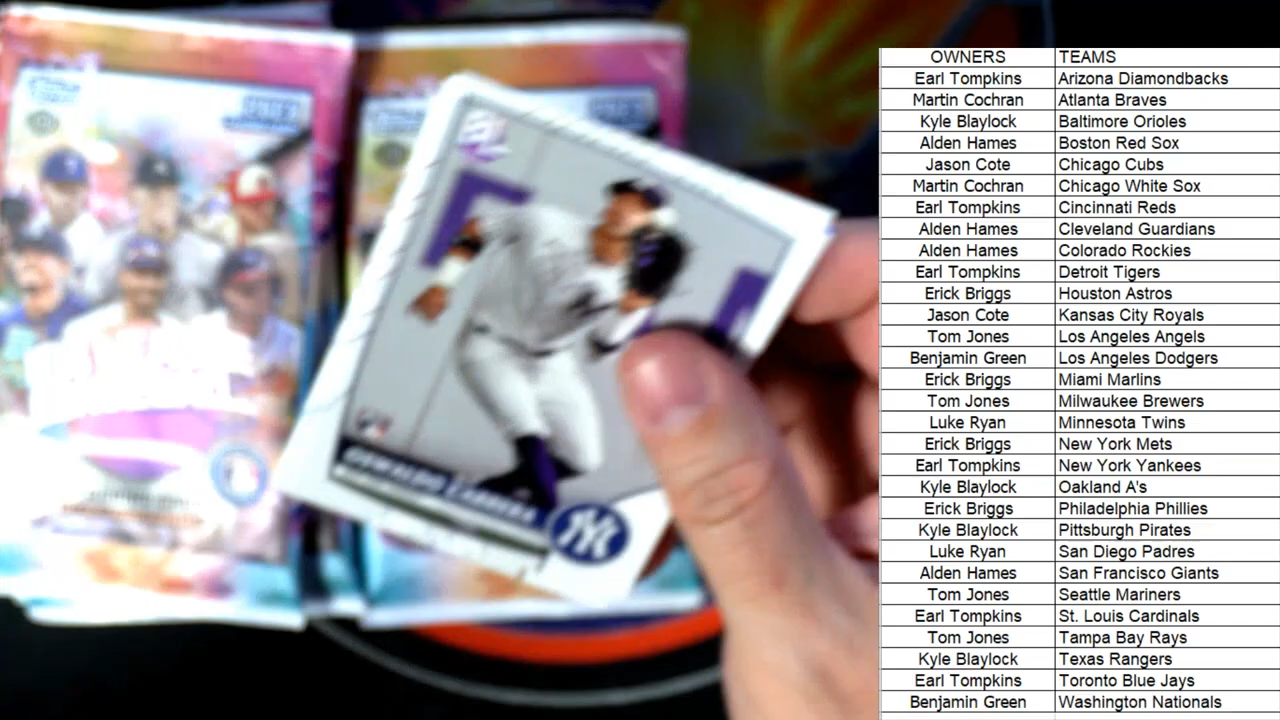 OSWALDO CABRERA
NY
OWNERS TEAMS
Earl Tompkins Arizona Diamondbacks
Martin Cochran Atlanta Braves
Kyle Blaylock Baltimore Orioles
Alden Hames Boston Red Sox
Jason Cote Chicago Cubs
Martin Cochran Chicago White Sox
Earl Tompkins Cincinnati Reds
Alden Hames Cleveland Guardians
Alden Hames Colorado Rockies
Earl Tompkins Detroit Tigers
Erick Briggs Houston Astros
Jason Cote Kansas City Royals
Tom Jones Los Angeles Angels
Benjamin Green Los Angeles Dodgers
Erick Briggs Miami Marlins
Tom Jones Milwaukee Brewers
Luke Ryan Minnesota Twins
Erick Briggs New York Mets
Earl Tompkins New York Yankees
Kyle Blaylock Oakland A's
Erick Briggs Philadelphia Phillies
Kyle Blaylock Pittsburgh Pirates
Luke Ryan San Diego Padres
Alden Hames San Francisco Giants
Tom Jones Seattle Mariners
Earl Tompkins St. Louis Cardinals
Tom Jones Tampa Bay Rays
Kyle Blaylock Texas Rangers
Earl Tompkins Toronto Blue Jays
Benjamin Green Washington Nationals